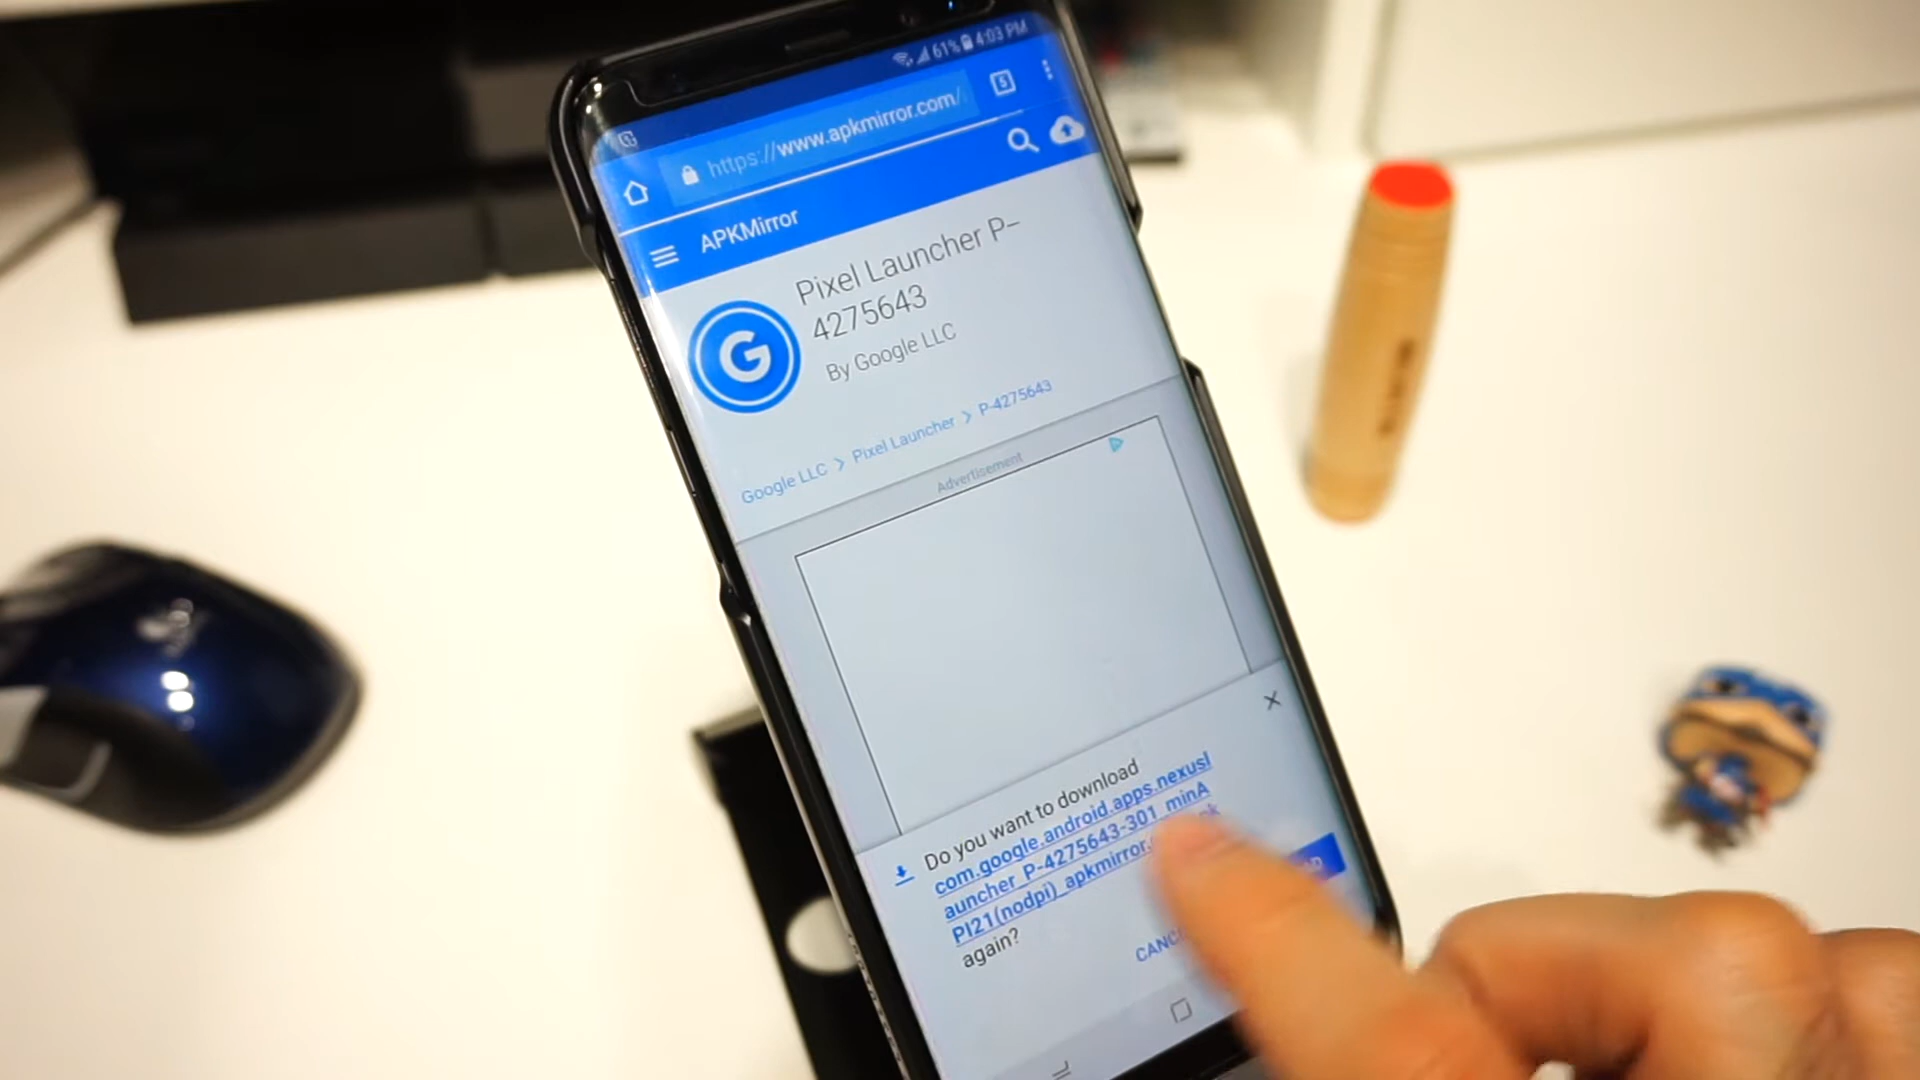 61% 4:03 PM
https://www.apkmirror.com/
5
APKMirror
Pixel Launcher P-
4275643
By Google LLC
G
Google LLC > Pixel Launcher > P-4275643
Advertisement
Do you want to download
com.google.android.apps.nexusl
auncher_P-4275643-301_minA
PI21(nodpi)_apkmirror.
again?